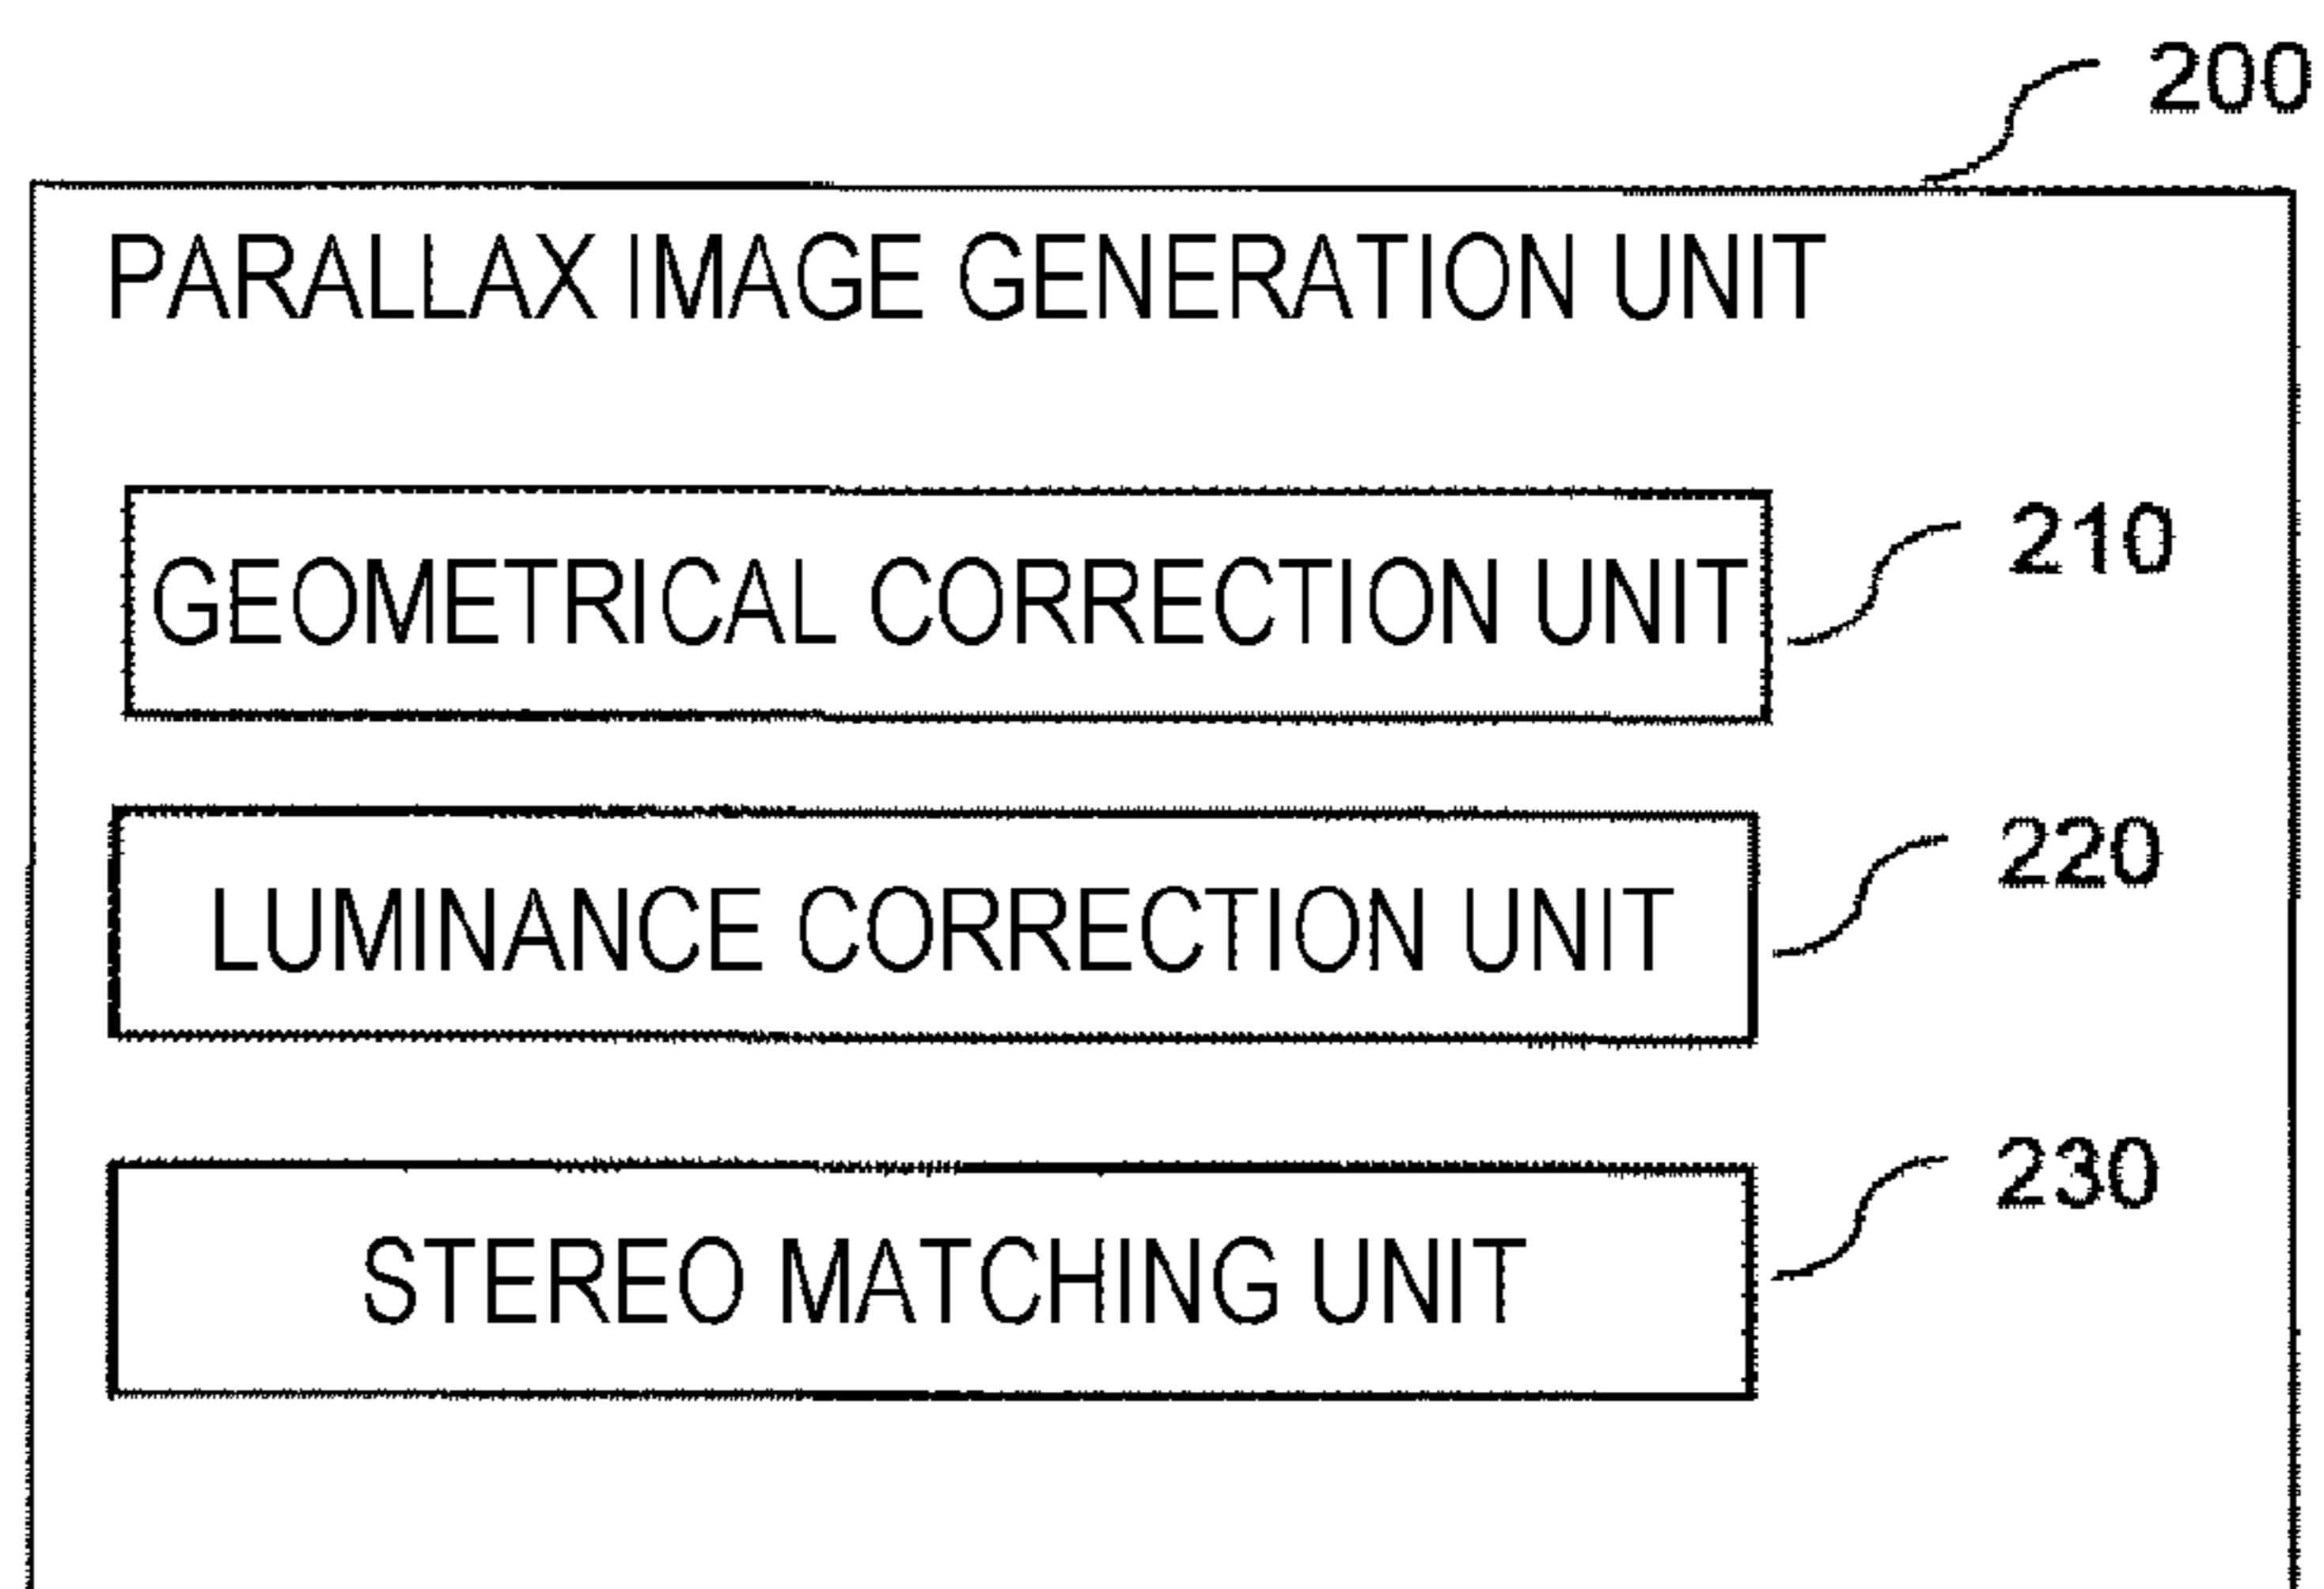 200
PARALLAX IMAGE GENERATION UNIT
GEOMETRICAL CORRECTION UNIT
210
LUMINANCE CORRECTION UNIT
220
STEREO MATCHING UNIT
230